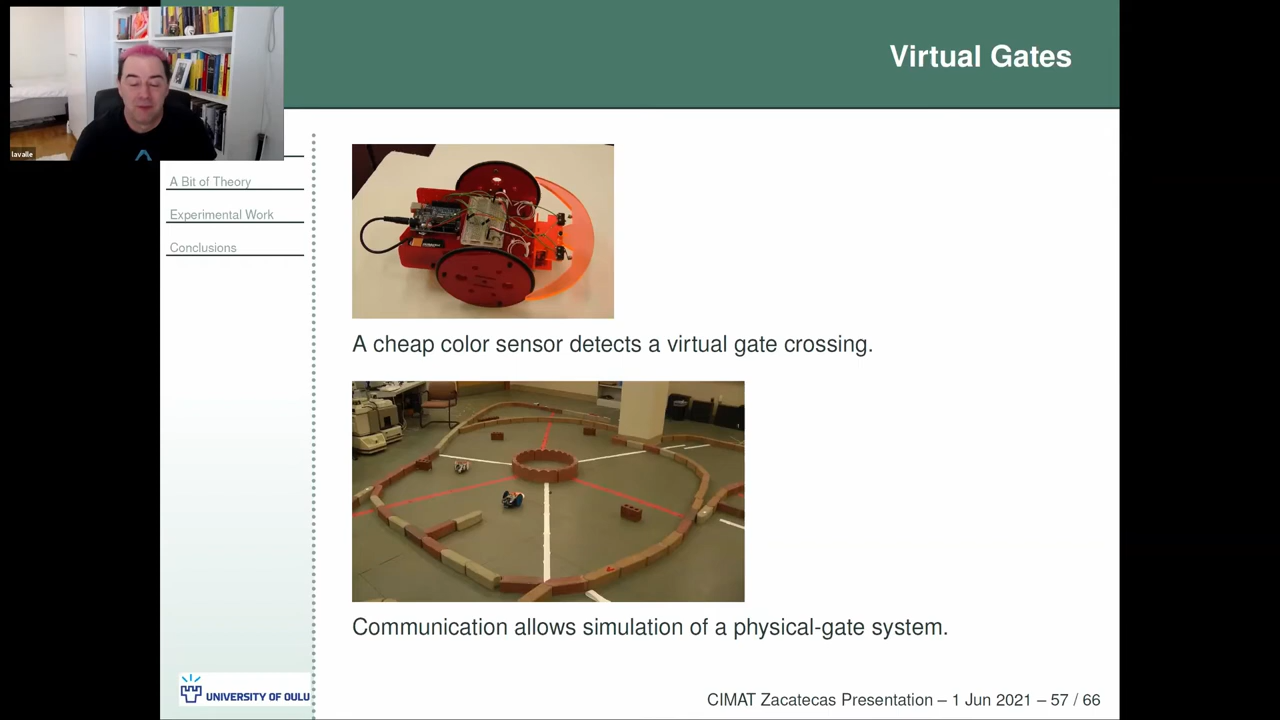 Virtual Gates
lavalle
A Bit of Theory
Experimental Work
Conclusions
A cheap color sensor detects a virtual gate crossing.
Communication allows simulation of a physical-gate system.
UNIVERSITY OF OULU
CIMAT Zacatecas Presentation – 1 Jun 2021 – 57 / 66